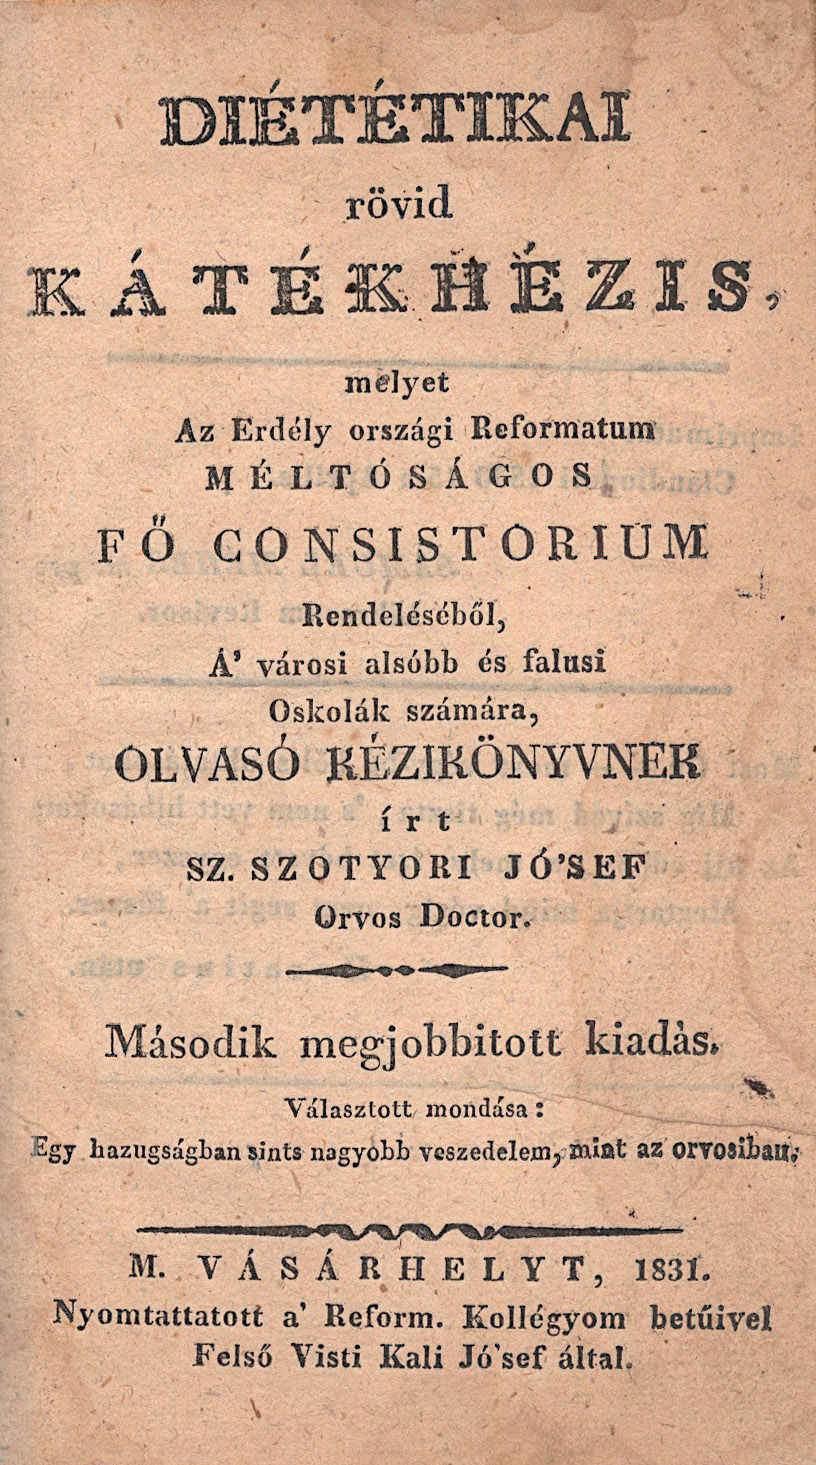 DIÉTÉTIKAI
rövid
KÁTÉKHÉZIS,
melyet
Az Erdély országi Reformatum
MÉLTÓSÁGOS
FŐ CONSISTORIUM
Rendeléséből,
Á' városi alsóbb és falusi
Oskolák számára,
OLVASÓ KÉZIKÖNYVNEK
írt
SZ. SZOTYORI JÓ'SEF
Orvos Doctor.
Második megjobbitott kiadás.
Választott mondása:
Egy hazugságban sints nagyobb veszedelem, mint az orvosiban.
M. VÁSÁRHELYT, 1831.
Nyomtattatott a' Reform. Kollégyom betűivel
Felső Visti Kali Jó'sef által.